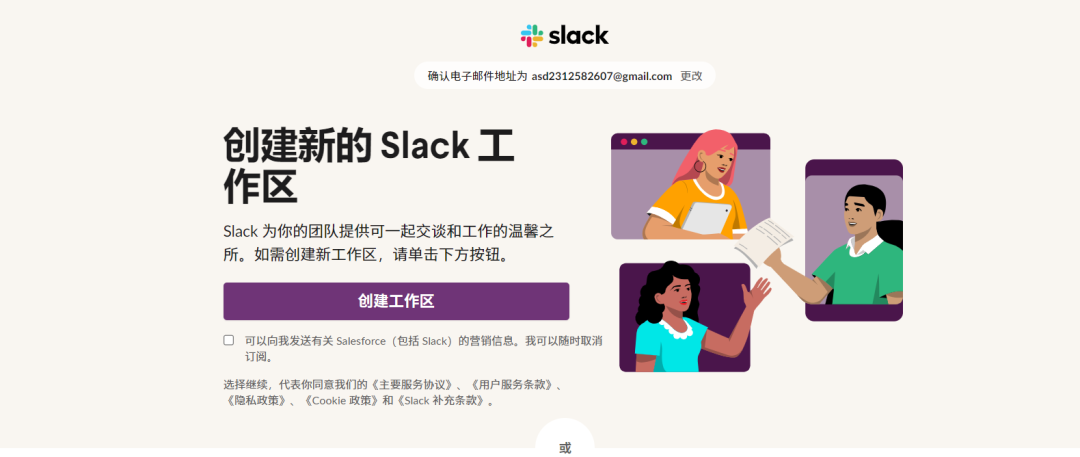 slack
确认电子邮件地址为 asd2312582607@gmail.com 更改
创建新的 Slack 工
作区
Slack 为你的团队提供可一起交谈和工作的温馨之
所。如需创建新工作区，请单击下方按钮。
创建工作区
可以向我发送有关 Salesforce（包括 Slack）的营销信息。我可以随时取消
订阅。
选择继续，代表你同意我们的《主要服务协议》、《用户服务条款》、
《隐私政策》、《Cookie 政策》和《Slack 补充条款》。
或